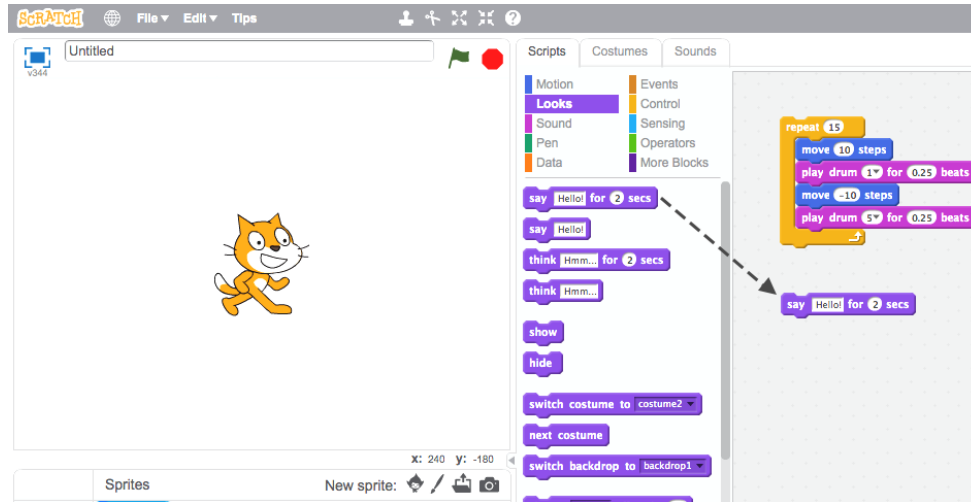 SCRATCH File Edit Tips
v344
Untitled
Scripts Costumes Sounds
Motion Events
Looks Control
Sound Sensing
Pen Operators
Data More Blocks
say Hello! for 2 secs
say Hello!
think Hmm... for 2 secs
think Hmm...
show
hide
switch costume to costume2
next costume
switch backdrop to backdrop1
repeat 15
move 10 steps
play drum 1 for 0.25 beats
move -10 steps
play drum 5 for 0.25 beats
say Hello! for 2 secs
x: 240 y: -180
Sprites New sprite: